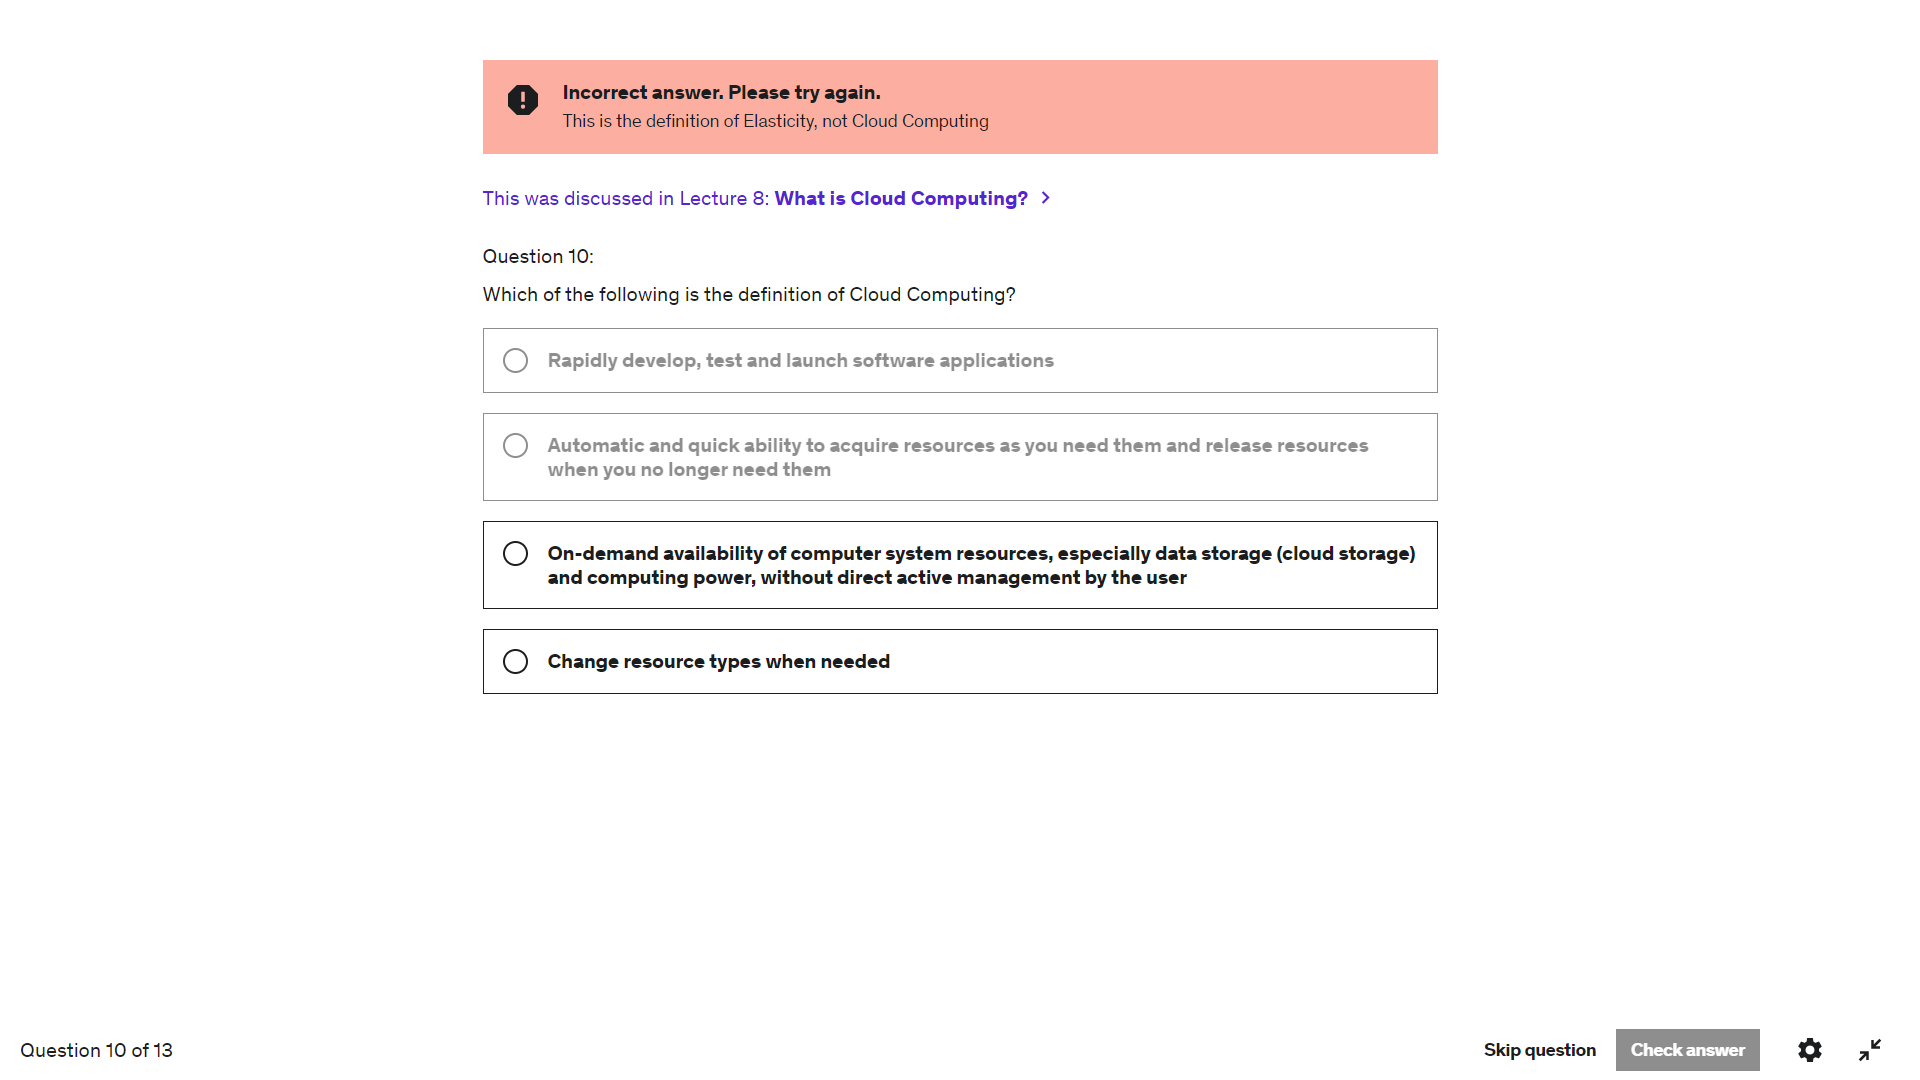 Incorrect answer. Please try again.
This is the definition of Elasticity, not Cloud Computing
This was discussed in Lecture 8: What is Cloud Computing?
Question 10:
Which of the following is the definition of Cloud Computing?
Rapidly develop, test and launch software applications
Automatic and quick ability to acquire resources as you need them and release resources
when you no longer need them
On-demand availability of computer system resources, especially data storage (cloud storage)
and computing power, without direct active management by the user
Change resource types when needed
Question 10 of 13
Skip question
Check answer